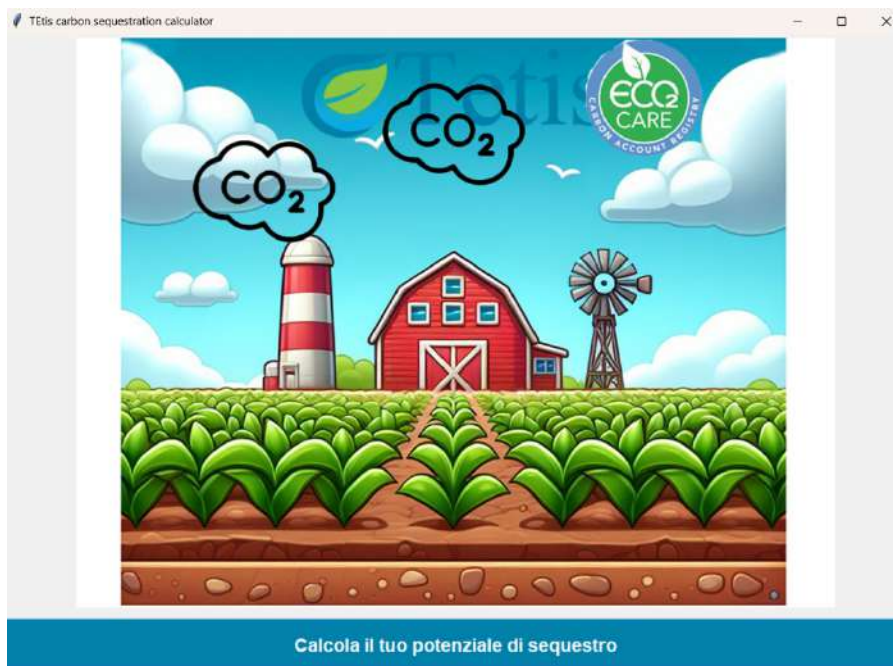 TEtis carbon sequestration calculator
Tetis
ECO2
CARE
CARBON ACCOUNT REGISTRY
CO2
CO2
Calcola il tuo potenziale di sequestro